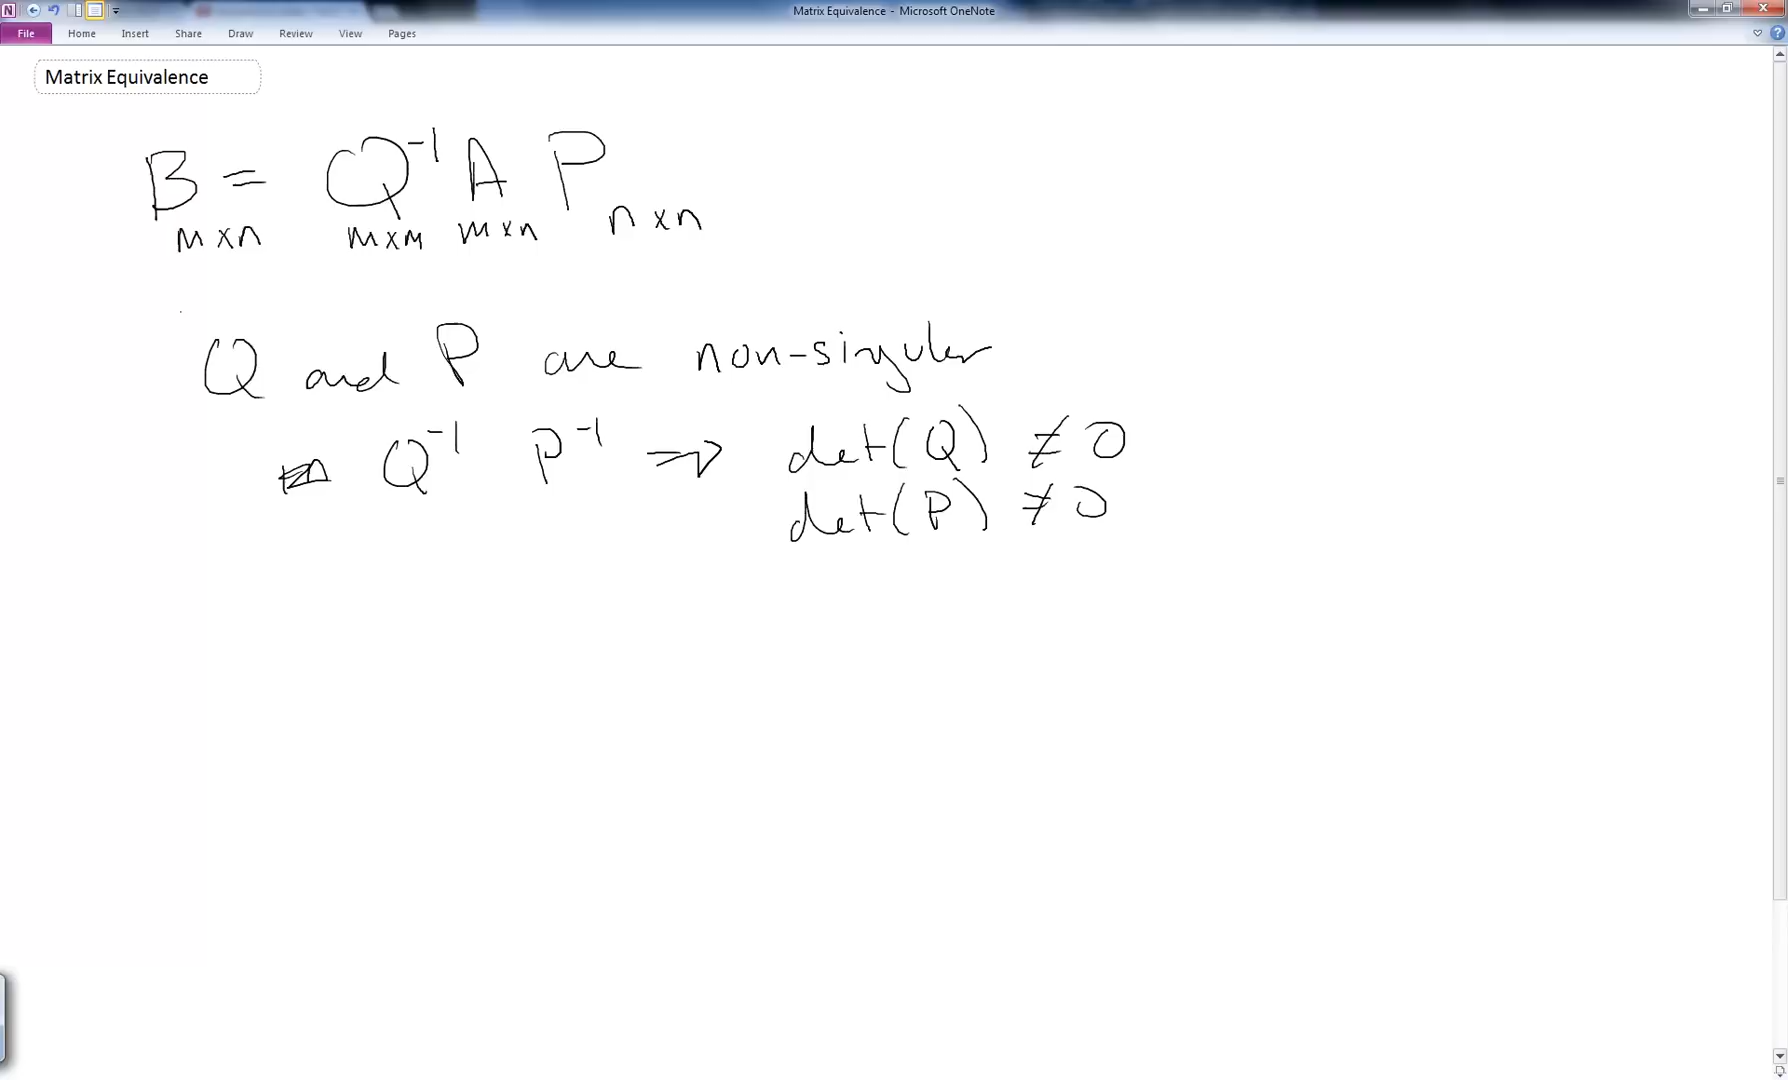 Matrix Equivalence - Microsoft OneNote
File Home Insert Share Draw Review View Pages
Matrix Equivalence
B = Q⁻¹ A P
m×n m×m m×n n×n
Q and P are non-singular
Q⁻¹ P⁻¹ ⇒ det(Q) ≠ 0
det(P) ≠ 0